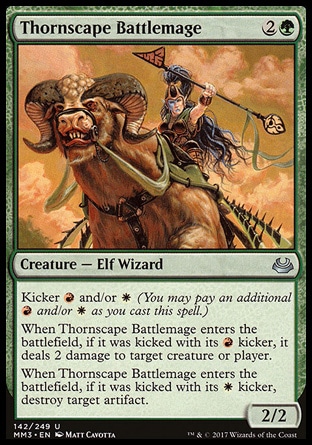 Thornscape Battlemage 2
Creature — Elf Wizard
Kicker and/or (You may pay an additional
and/or as you cast this spell.)
When Thornscape Battlemage enters the
battlefield, if it was kicked with its kicker, it
deals 2 damage to target creature or player.
When Thornscape Battlemage enters the
battlefield, if it was kicked with its kicker,
destroy target artifact.
2/2
142/249 U
MM3 • EN Matt Cavotta
™ & © 2017 Wizards of the Coast